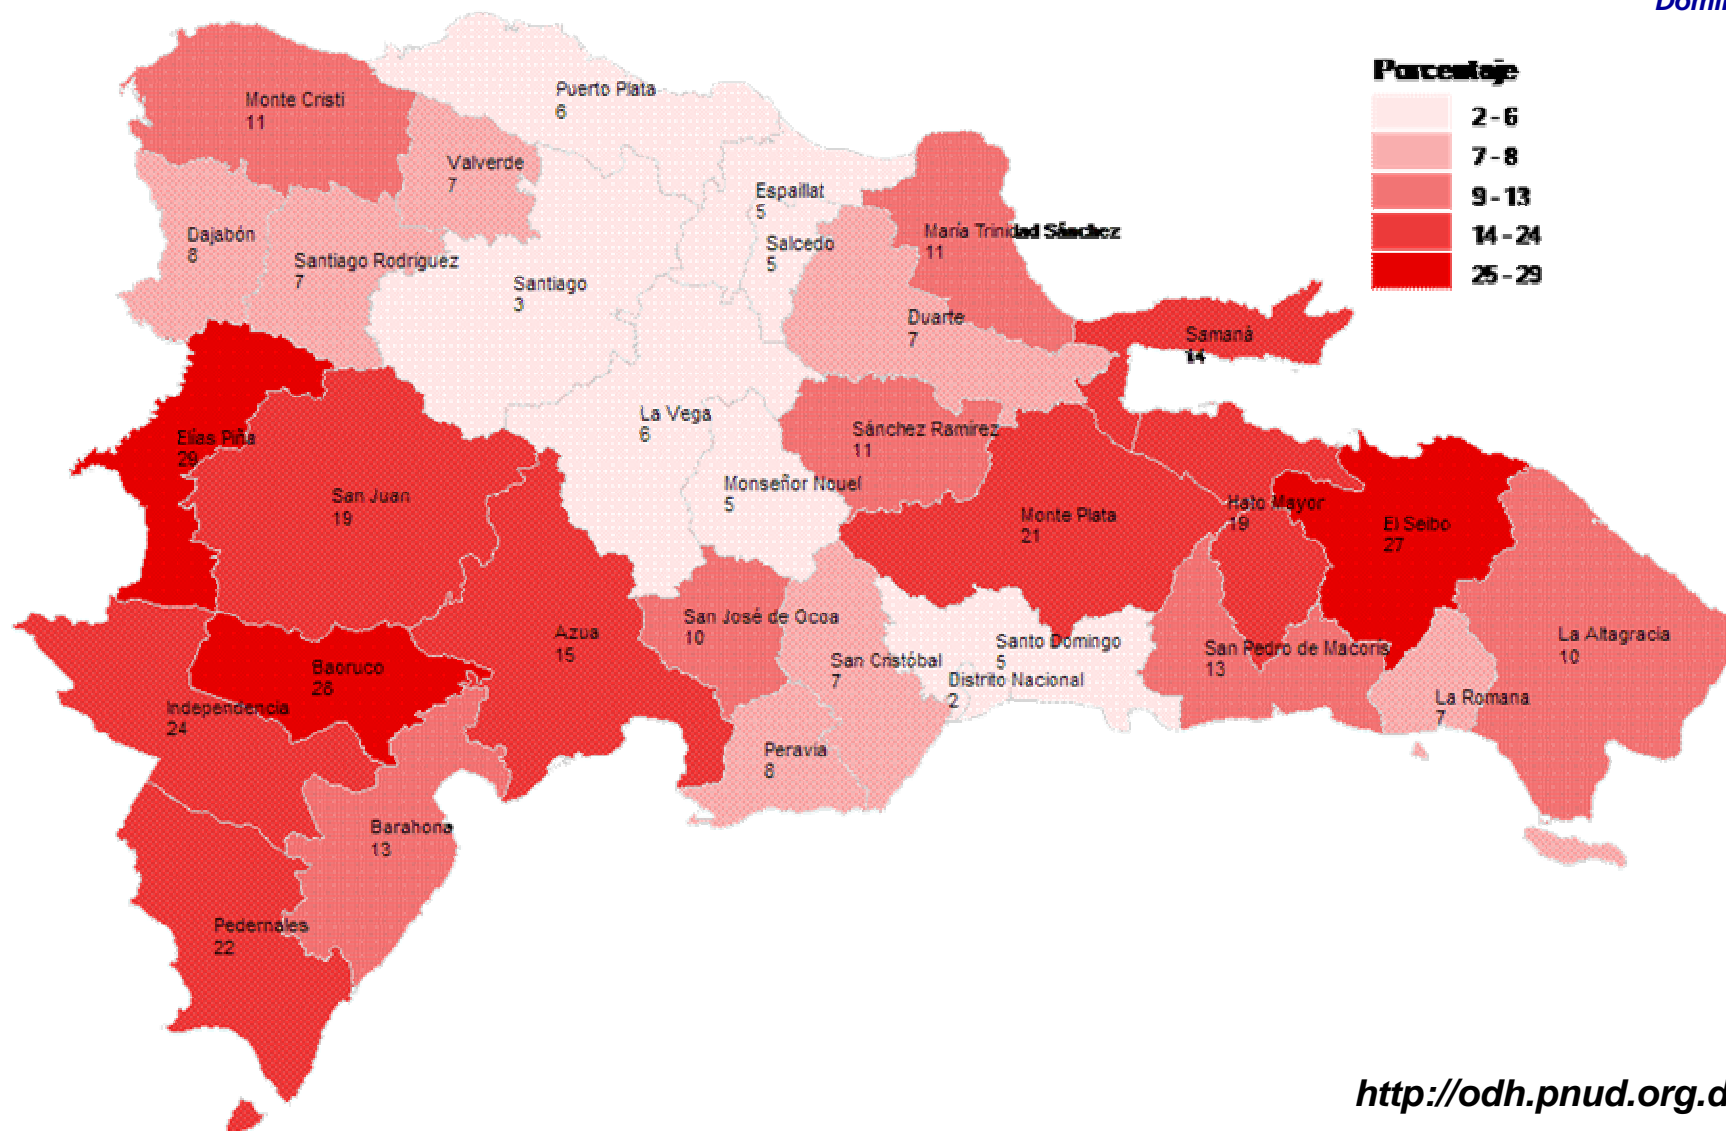 Porcentaje
2 - 6
7 - 8
9 - 13
14 - 24
25 - 29
Puerto Plata
6
Monte Cristi
11
Valverde
7
Espaillat
5
Dajabón
8
Santiago Rodríguez
7
Santiago
3
Salcedo
5
María Trinidad Sánchez
11
Duarte
7
Samaná
14
La Vega
6
Elías Piña
29
San Juan
19
Sánchez Ramírez
11
Monseñor Nouel
5
Monte Plata
21
Hato Mayor
19
El Seibo
27
San José de Ocoa
10
Azua
15
Santo Domingo
5
San Cristóbal
7
Distrito Nacional
2
San Pedro de Macorís
13
La Altagracia
10
La Romana
7
Baoruco
28
Independencia
24
Peravia
8
Barahona
13
Pedernales
22
http://odh.pnud.org.d